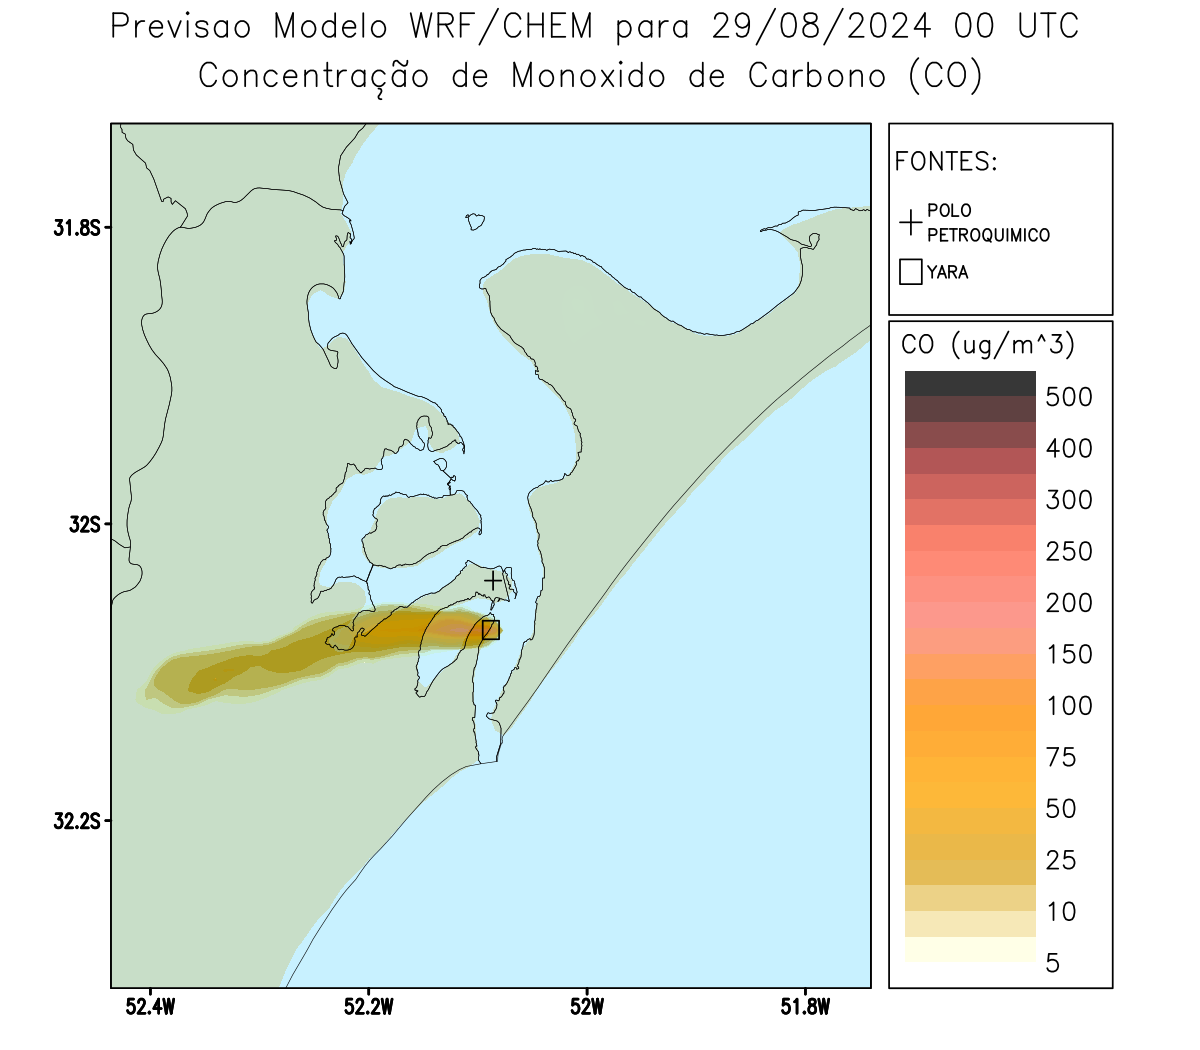 Previsao Modelo WRF/CHEM para 29/08/2024 00 UTC
Concentração de Monoxido de Carbono (CO)
FONTES:
POLO
PETROQUIMICO
YARA
CO (ug/m^3)
500
400
300
250
200
150
100
75
50
25
10
5
31.8S
32S
32.2S
52.4W
52.2W
52W
51.8W